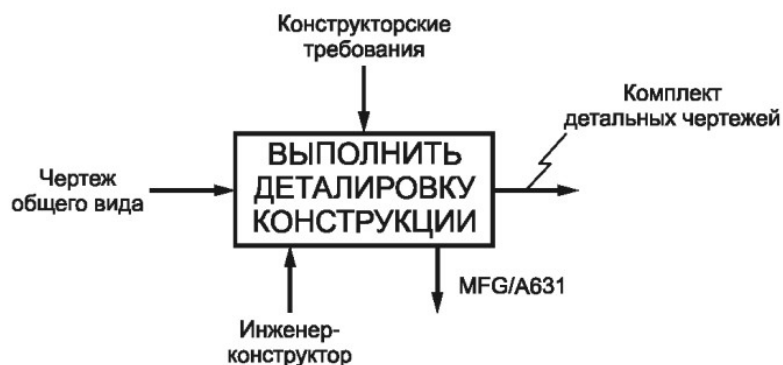 Конструкторские
требования
Комплект
детальных чертежей
Чертеж
общего вида
ВЫПОЛНИТЬ
ДЕТАЛИРОВКУ
КОНСТРУКЦИИ
MFG/A631
Инженер-
конструктор